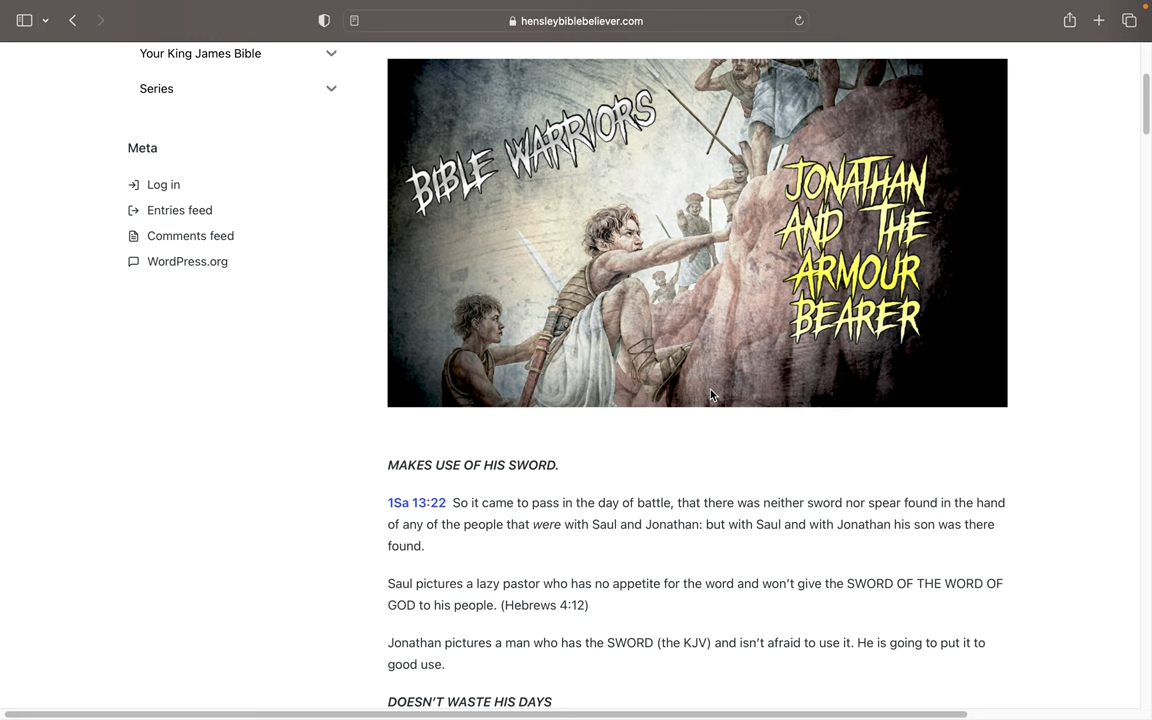 hensleybiblebeliever.com
Your King James Bible
Series
Meta
Log in
Entries feed
Comments feed
WordPress.org
BIBLE WARRIORS
JONATHAN
AND THE
ARMOUR
BEARER
MAKES USE OF HIS SWORD.
1Sa 13:22 So it came to pass in the day of battle, that there was neither sword nor spear found in the hand
of any of the people that were with Saul and Jonathan: but with Saul and with Jonathan his son was there
found.
Saul pictures a lazy pastor who has no appetite for the word and won’t give the SWORD OF THE WORD OF
GOD to his people. (Hebrews 4:12)
Jonathan pictures a man who has the SWORD (the KJV) and isn’t afraid to use it. He is going to put it to
good use.
DOESN’T WASTE HIS DAYS